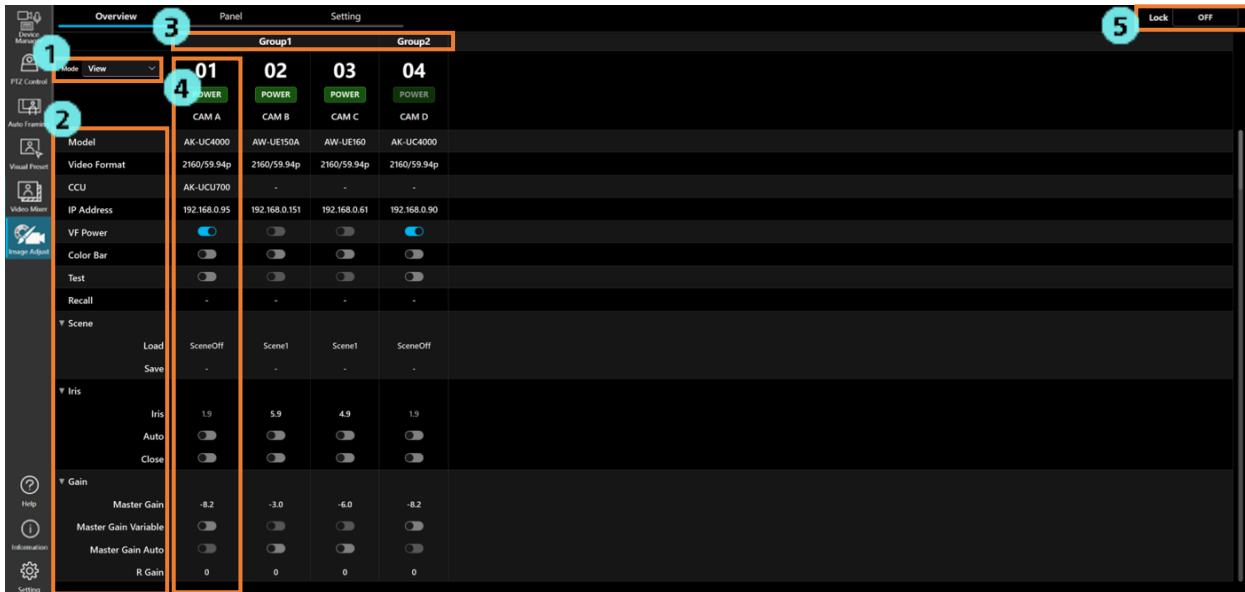 Overview Panel Setting Lock OFF
Device
3
5
Group1 Group2
1
Mode View
01 02 03 04
PTZ Control
4
POWER POWER POWER
CAM A CAM B CAM C CAM D
2
Model AK-UC4000 AW-UE150A AW-UE160 AK-UC4000
Visual Preset
Video Format 2160/59.94p 2160/59.94p 2160/59.94p 2160/59.94p
CCU AK-UCU700 - - -
Video Mixer
IP Address 192.168.0.95 192.168.0.151 192.168.0.61 192.168.0.90
VF Power
Image Adjust
Color Bar
Test
Recall - - - -
▼ Scene
Load SceneOff Scene1 Scene1 SceneOff
Save - - - -
▼ Iris
Iris 1.9 5.9 4.9 1.9
Auto
Close
▼ Gain
Help
Master Gain -8.2 -3.0 -6.0 -8.2
Master Gain Variable
Information
Master Gain Auto
R Gain 0 0 0 0
Setting